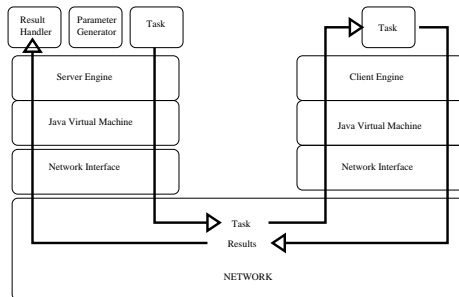 Result
Handler
Parameter
Generator
Task
Task
Server Engine
Client Engine
Java Virtual Machine
Java Virtual Machine
Network Interface
Network Interface
Task
Results
NETWORK